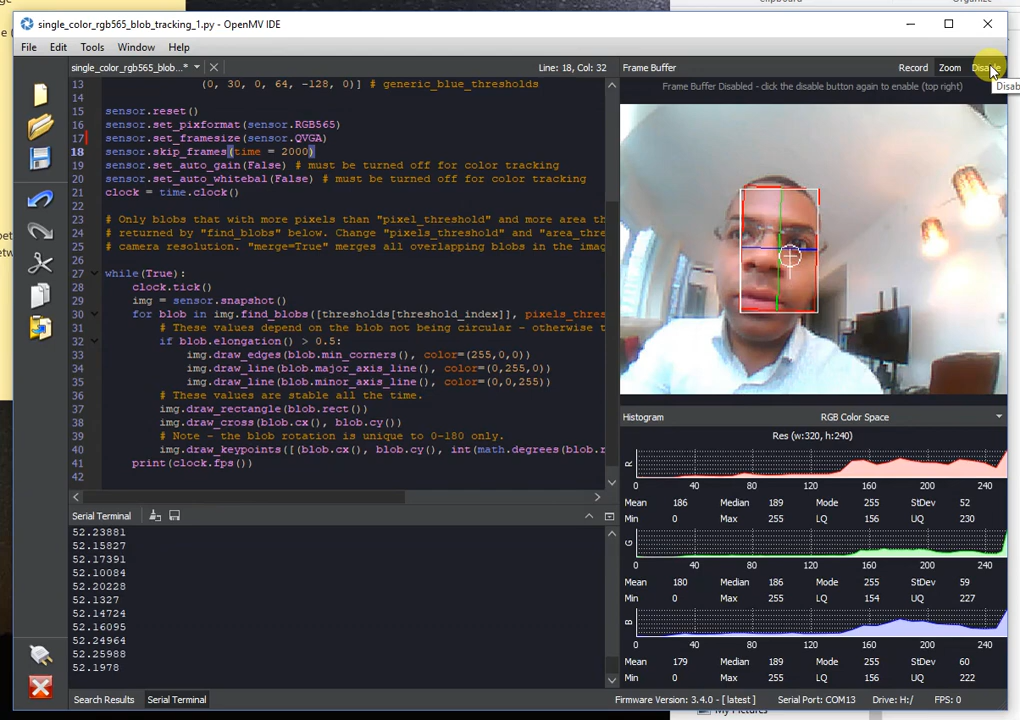 single_color_rgb565_blob_tracking_1.py - OpenMV IDE
File Edit Tools Window Help
single_color_rgb565_blob...* Line: 18, Col: 32 Frame Buffer Record Zoom Disable
Frame Buffer Disabled - click the disable button again to enable (top right)
13 (0, 30, 0, 64, -128, 0)] # generic_blue_thresholds
14
15 sensor.reset()
16 sensor.set_pixformat(sensor.RGB565)
17 sensor.set_framesize(sensor.QVGA)
18 sensor.skip_frames(time = 2000)
19 sensor.set_auto_gain(False) # must be turned off for color tracking
20 sensor.set_auto_whitebal(False) # must be turned off for color tracking
21 clock = time.clock()
22
23 # Only blobs that with more pixels than "pixel_threshold" and more area th
24 # returned by "find_blobs" below. Change "pixels_threshold" and "area_thre
25 # camera resolution. "merge=True" merges all overlapping blobs in the imag
26
27 while(True):
28 clock.tick()
29 img = sensor.snapshot()
30 for blob in img.find_blobs([thresholds[threshold_index]], pixels_thres
31 # These values depend on the blob not being circular - otherwise t
32 if blob.elongation() > 0.5:
33 img.draw_edges(blob.min_corners(), color=(255,0,0))
34 img.draw_line(blob.major_axis_line(), color=(0,255,0))
35 img.draw_line(blob.minor_axis_line(), color=(0,0,255))
36 # These values are stable all the time.
37 img.draw_rectangle(blob.rect())
38 img.draw_cross(blob.cx(), blob.cy())
39 # Note - the blob rotation is unique to 0-180 only.
40 img.draw_keypoints([(blob.cx(), blob.cy(), int(math.degrees(blob.r
41 print(clock.fps())
42
Histogram RGB Color Space
Res (w:320, h:240)
R
0 40 80 120 160 200 240
Mean 186 Median 189 Mode 255 StDev 52
Min 0 Max 255 LQ 156 UQ 230
G
0 40 80 120 160 200 240
Mean 180 Median 186 Mode 255 StDev 59
Min 0 Max 255 LQ 154 UQ 227
B
0 40 80 120 160 200 240
Mean 179 Median 189 Mode 255 StDev 60
Min 0 Max 255 LQ 156 UQ 222
Serial Terminal
52.23881
52.15827
52.17391
52.10084
52.20228
52.1327
52.14724
52.16095
52.24964
52.25988
52.1978
Search Results Serial Terminal Firmware Version: 3.4.0 - [ latest ] Serial Port: COM13 Drive: H:/ FPS: 0